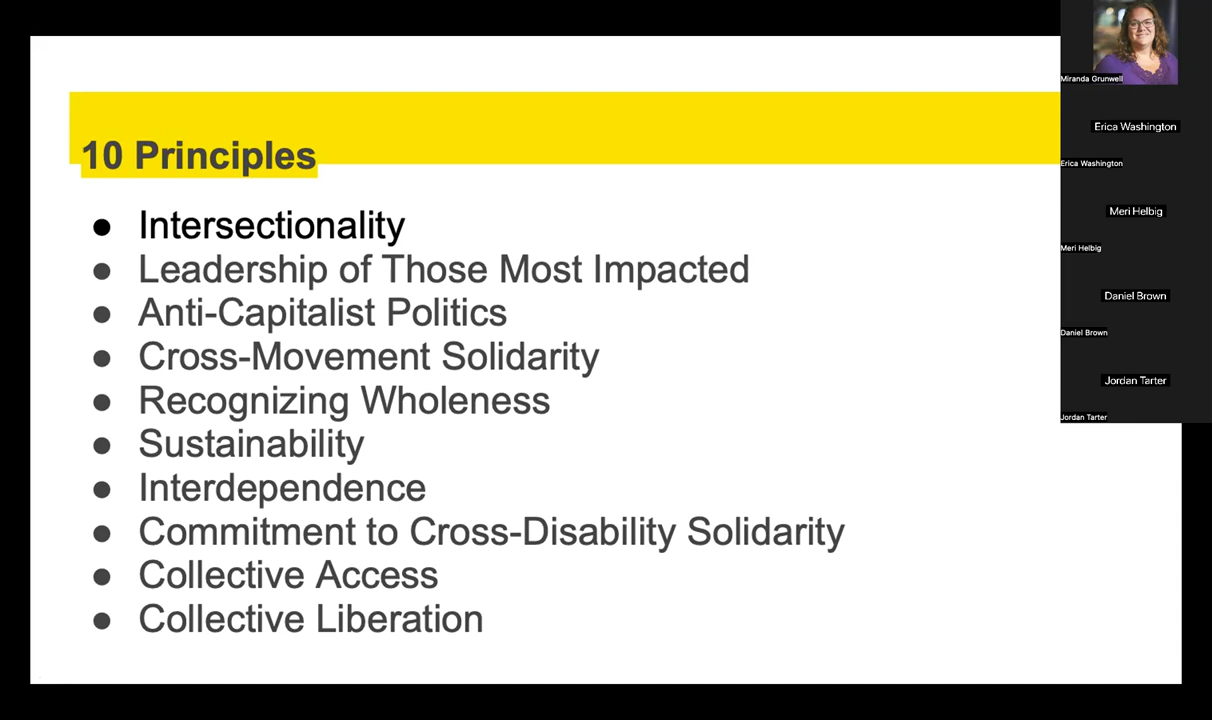 10 Principles
● Intersectionality
● Leadership of Those Most Impacted
● Anti-Capitalist Politics
● Cross-Movement Solidarity
● Recognizing Wholeness
● Sustainability
● Interdependence
● Commitment to Cross-Disability Solidarity
● Collective Access
● Collective Liberation
Miranda Grunwell
Erica Washington
Erica Washington
Meri Helbig
Meri Helbig
Daniel Brown
Daniel Brown
Jordan Tarter
Jordan Tarter